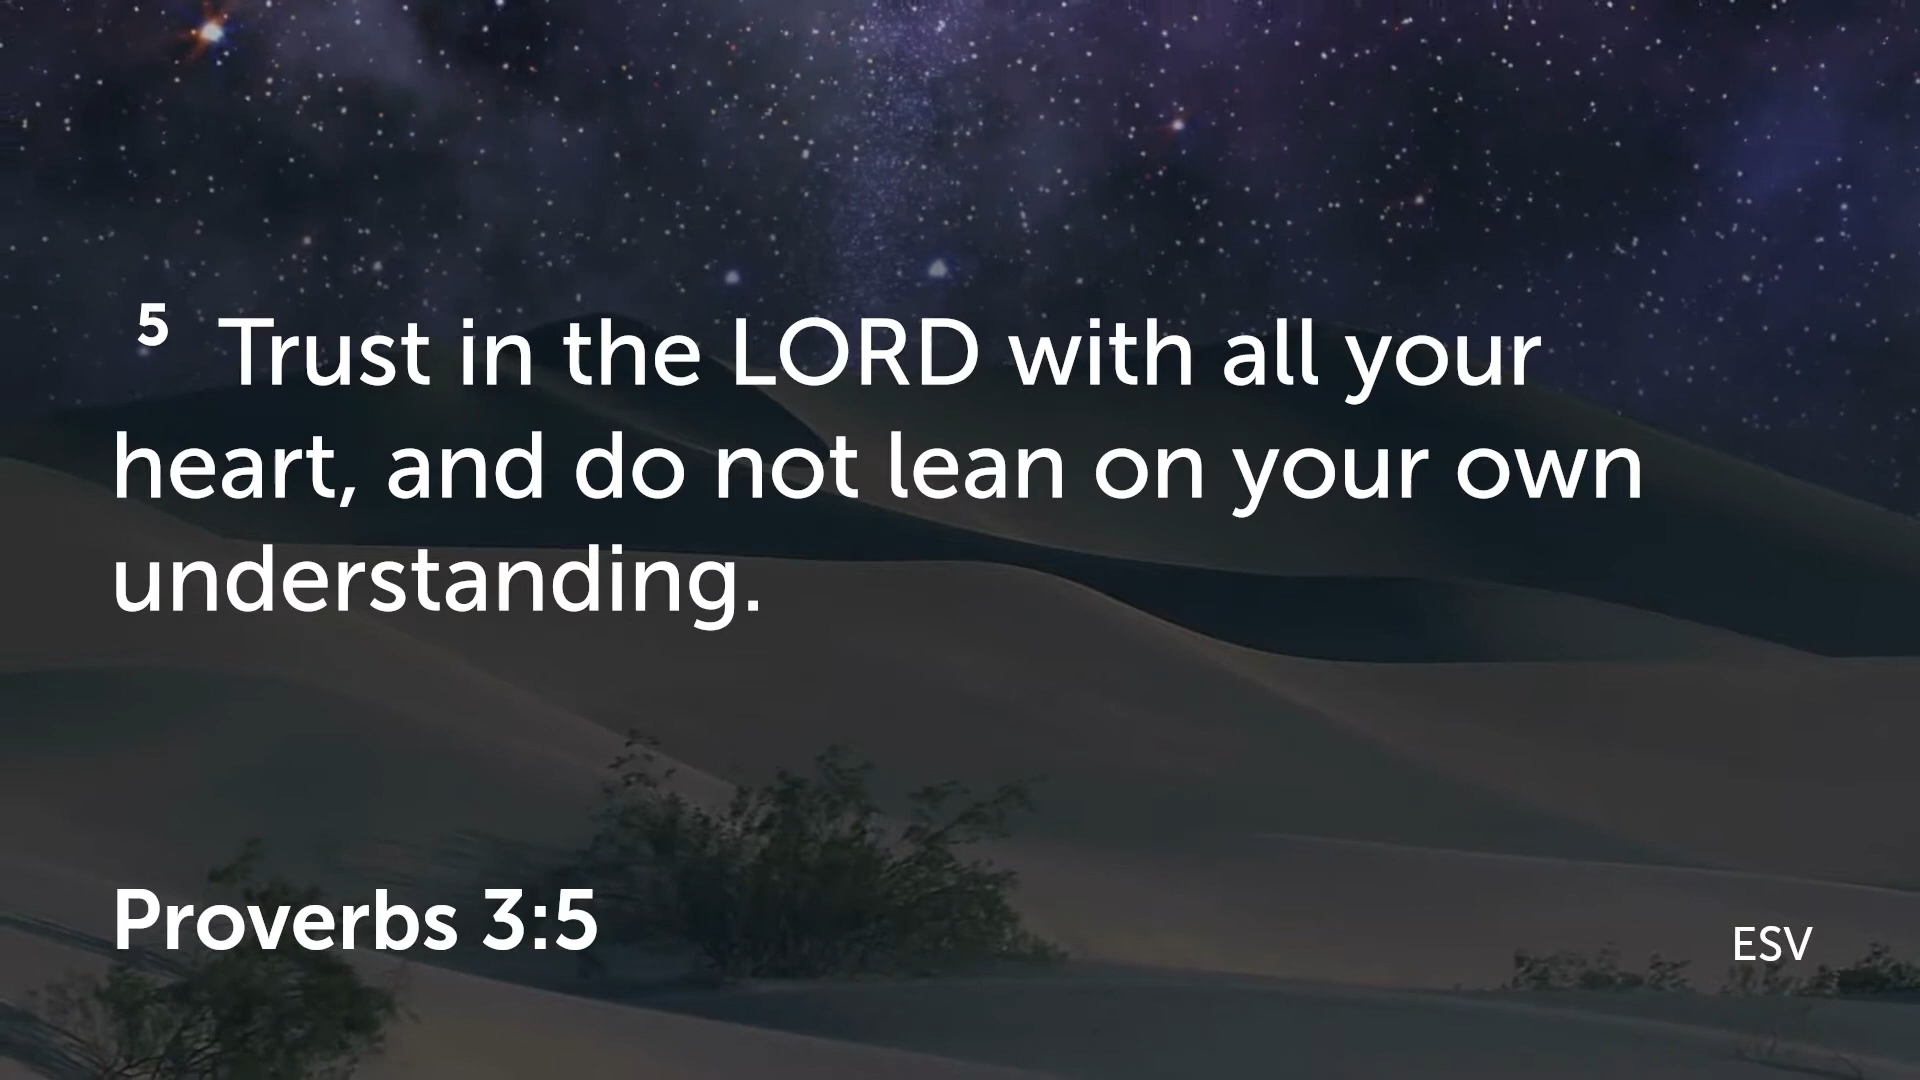 5 Trust in the LORD with all your
heart, and do not lean on your own
understanding.
Proverbs 3:5
ESV